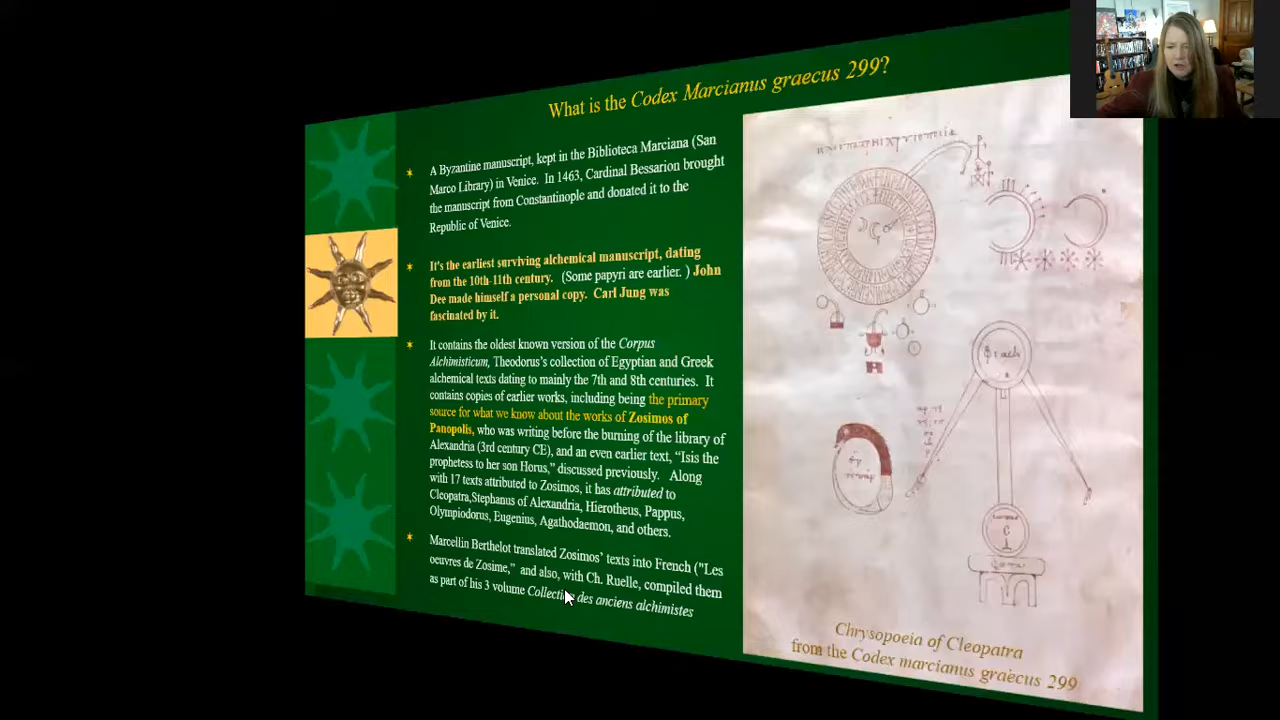 What is the Codex Marcianus graecus 299?
A Byzantine manuscript, kept in the Biblioteca Marciana (San
Marco Library) in Venice. In 1463, Cardinal Bessarion brought
the manuscript from Constantinople and donated it to the
Republic of Venice.
It's the earliest surviving alchemical manuscript, dating
from the 10th-11th century. (Some papyri are earlier. ) John
Dee made himself a personal copy. Carl Jung was
fascinated by it.
It contains the oldest known version of the Corpus
Alchimisticum, Theodorus's collection of Egyptian and Greek
alchemical texts dating to mainly the 7th and 8th centuries. It
contains copies of earlier works, including being the primary
source for what we know about the works of Zosimos of
Panopolis, who was writing before the burning of the library of
Alexandria (3rd century CE), and an even earlier text, "Isis the
prophetess to her son Horus," discussed previously. Along
with 17 texts attributed to Zosimos, it has attributed to
Cleopatra,Stephanus of Alexandria, Hierotheus, Pappus,
Olympiodorus, Eugenius, Agathodaemon, and others.
Marcellin Berthelot translated Zosimos' texts into French ("Les
oeuvres de Zosime," and also, with Ch. Ruelle, compiled them
as part of his 3 volume Collection des anciens alchimistes
Chrysopoeia of Cleopatra
from the Codex marcianus graecus 299